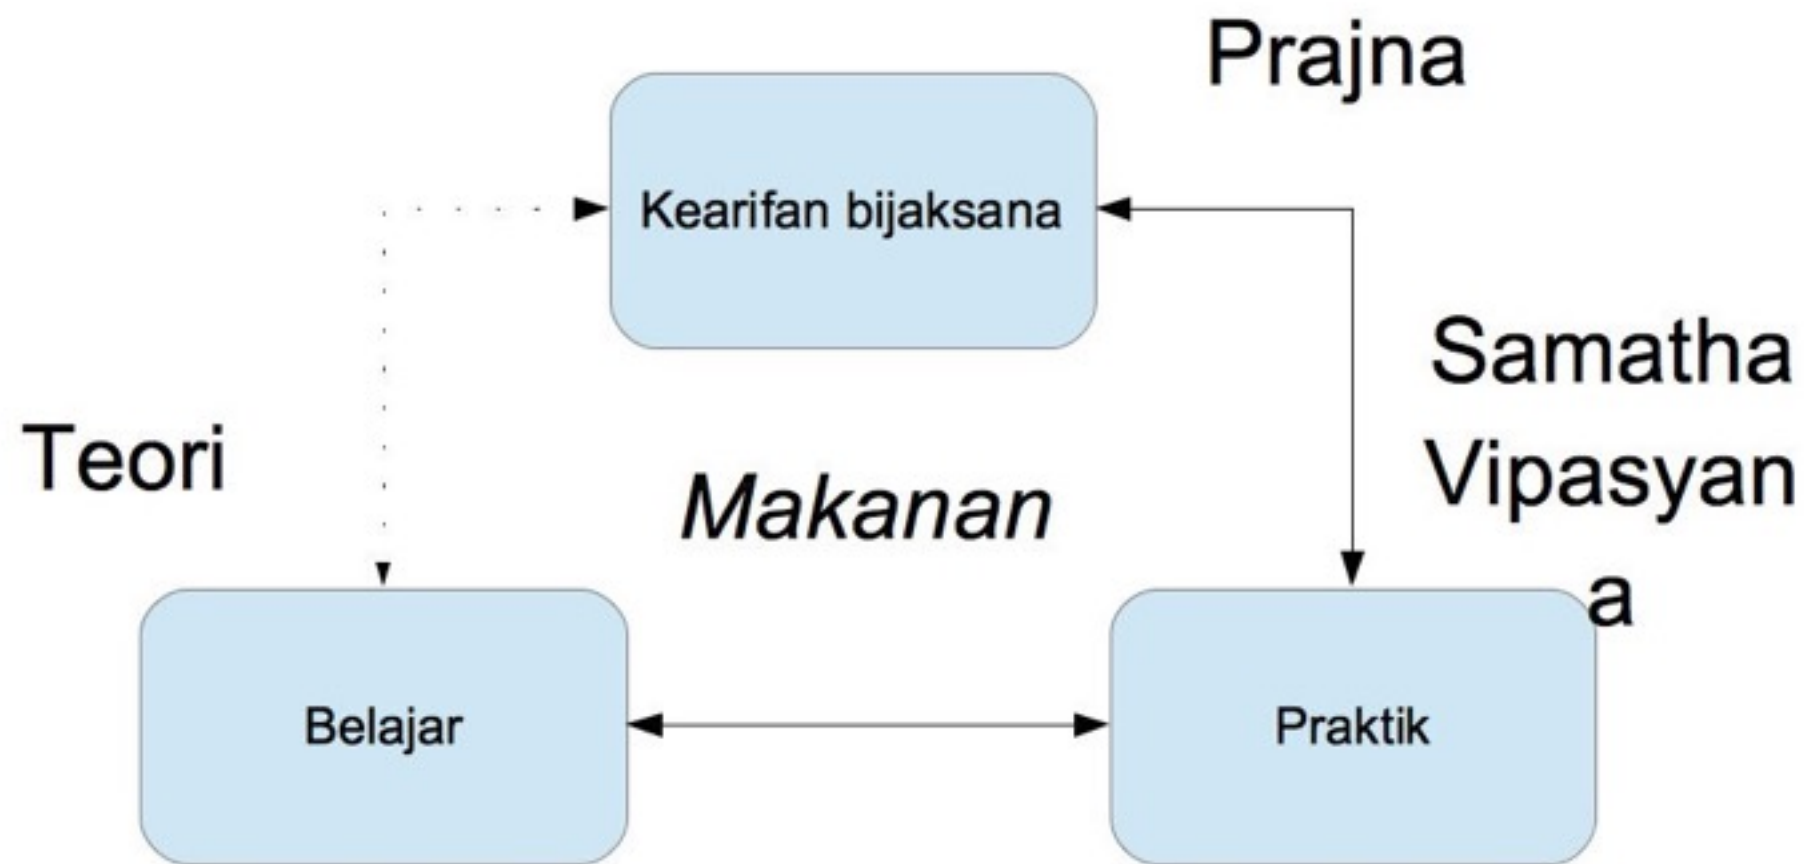 Prajna
Kearifan bijaksana
Samatha
Vipasyan
a
Teori
Makanan
Belajar
Praktik